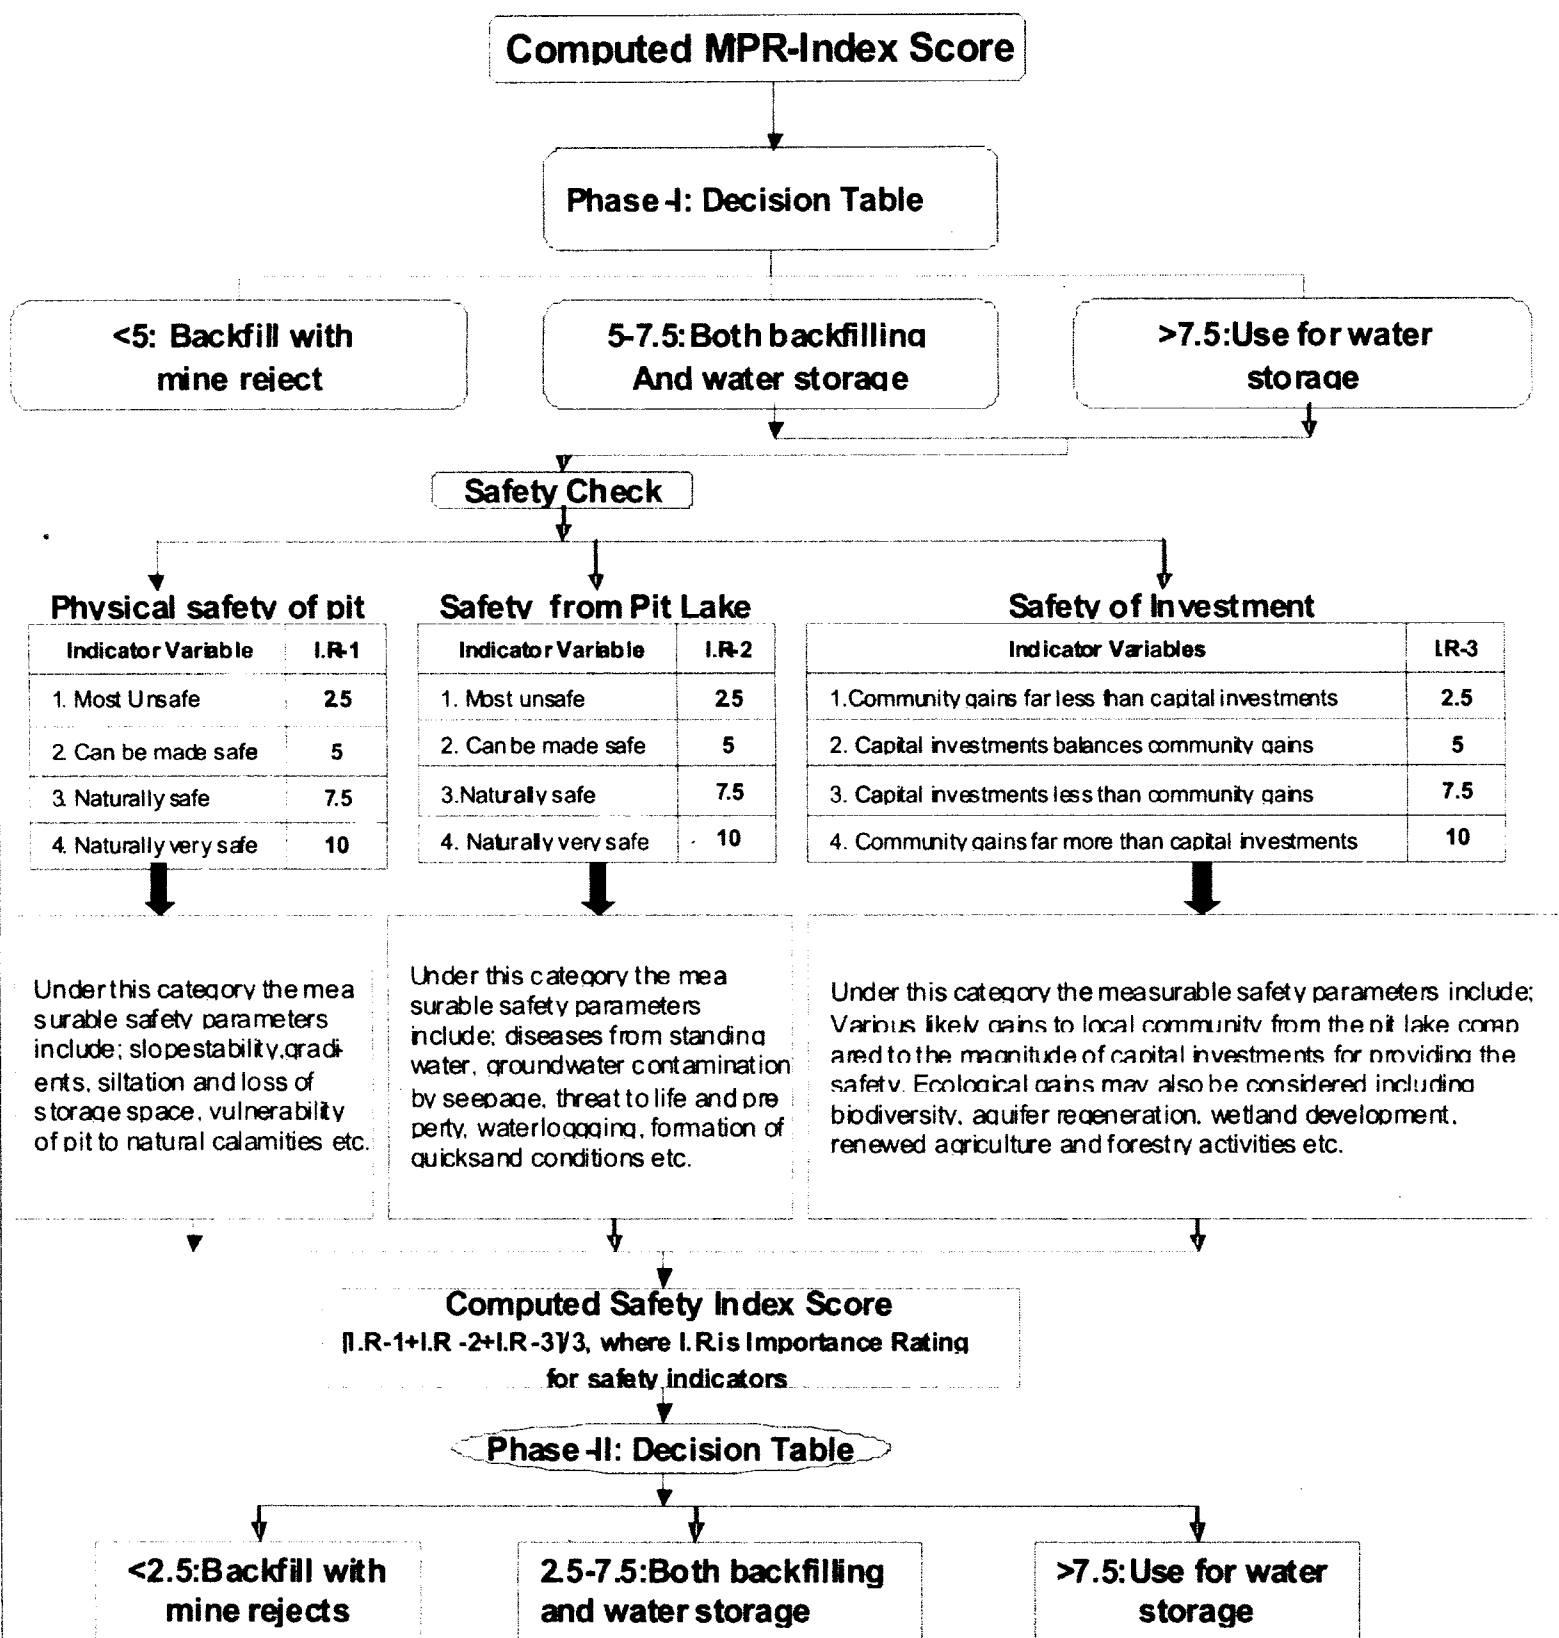 Computed MPR-Index Score
Phase-I: Decision Table
<5: Backfill with
mine reject
5-7.5:Both backfilling
And water storage
>7.5:Use for water
storage
Safety Check
Physical safety of pit
Indicator Variable I.R-1
1. Most Unsafe 2.5
2. Can be made safe 5
3. Naturally safe 7.5
4. Naturally very safe 10
Safety from Pit Lake
Indicator Variable I.R-2
1. Most unsafe 2.5
2. Can be made safe 5
3.Naturally safe 7.5
4. Naturally very safe 10
Safety of Investment
Indicator Variables I.R-3
1.Community gains far less than capital investments 2.5
2. Capital investments balances community gains 5
3. Capital investments less than community gains 7.5
4. Community gains far more than capital investments 10
Under this category the mea
surable safety parameters
include; slope stability,gradi-
ents, siltation and loss of
storage space, vulnerability
of pit to natural calamities etc.
Under this category the mea
surable safety parameters
include; diseases from standing
water, groundwater contamination
by seepage, threat to life and pre
perty, waterloggging, formation of
quicksand conditions etc.
Under this category the measurable safety parameters include;
Various likely gains to local community from the pit lake comp
ared to the magnitude of capital investments for providing the
safety. Ecological gains may also be considered including
biodiversity, aquifer regeneration, wetland development,
renewed agriculture and forestry activities etc.
Computed Safety Index Score
[I.R-1+I.R -2+I.R -3]/3, where I.R.is Importance Rating
for safety indicators
Phase-II: Decision Table
<2.5:Backfill with
mine rejects
2.5-7.5:Both backfilling
and water storage
>7.5:Use for water
storage